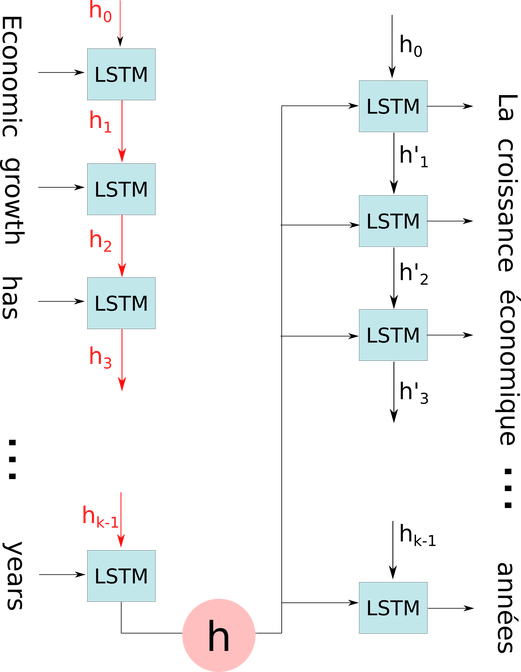 Economic growth has ... years
h0
LSTM
h1
LSTM
h2
LSTM
h3
hk-1
LSTM
h
h0
LSTM
h'1
LSTM
h'2
LSTM
h'3
hk-1
LSTM
La croissance économique ... années